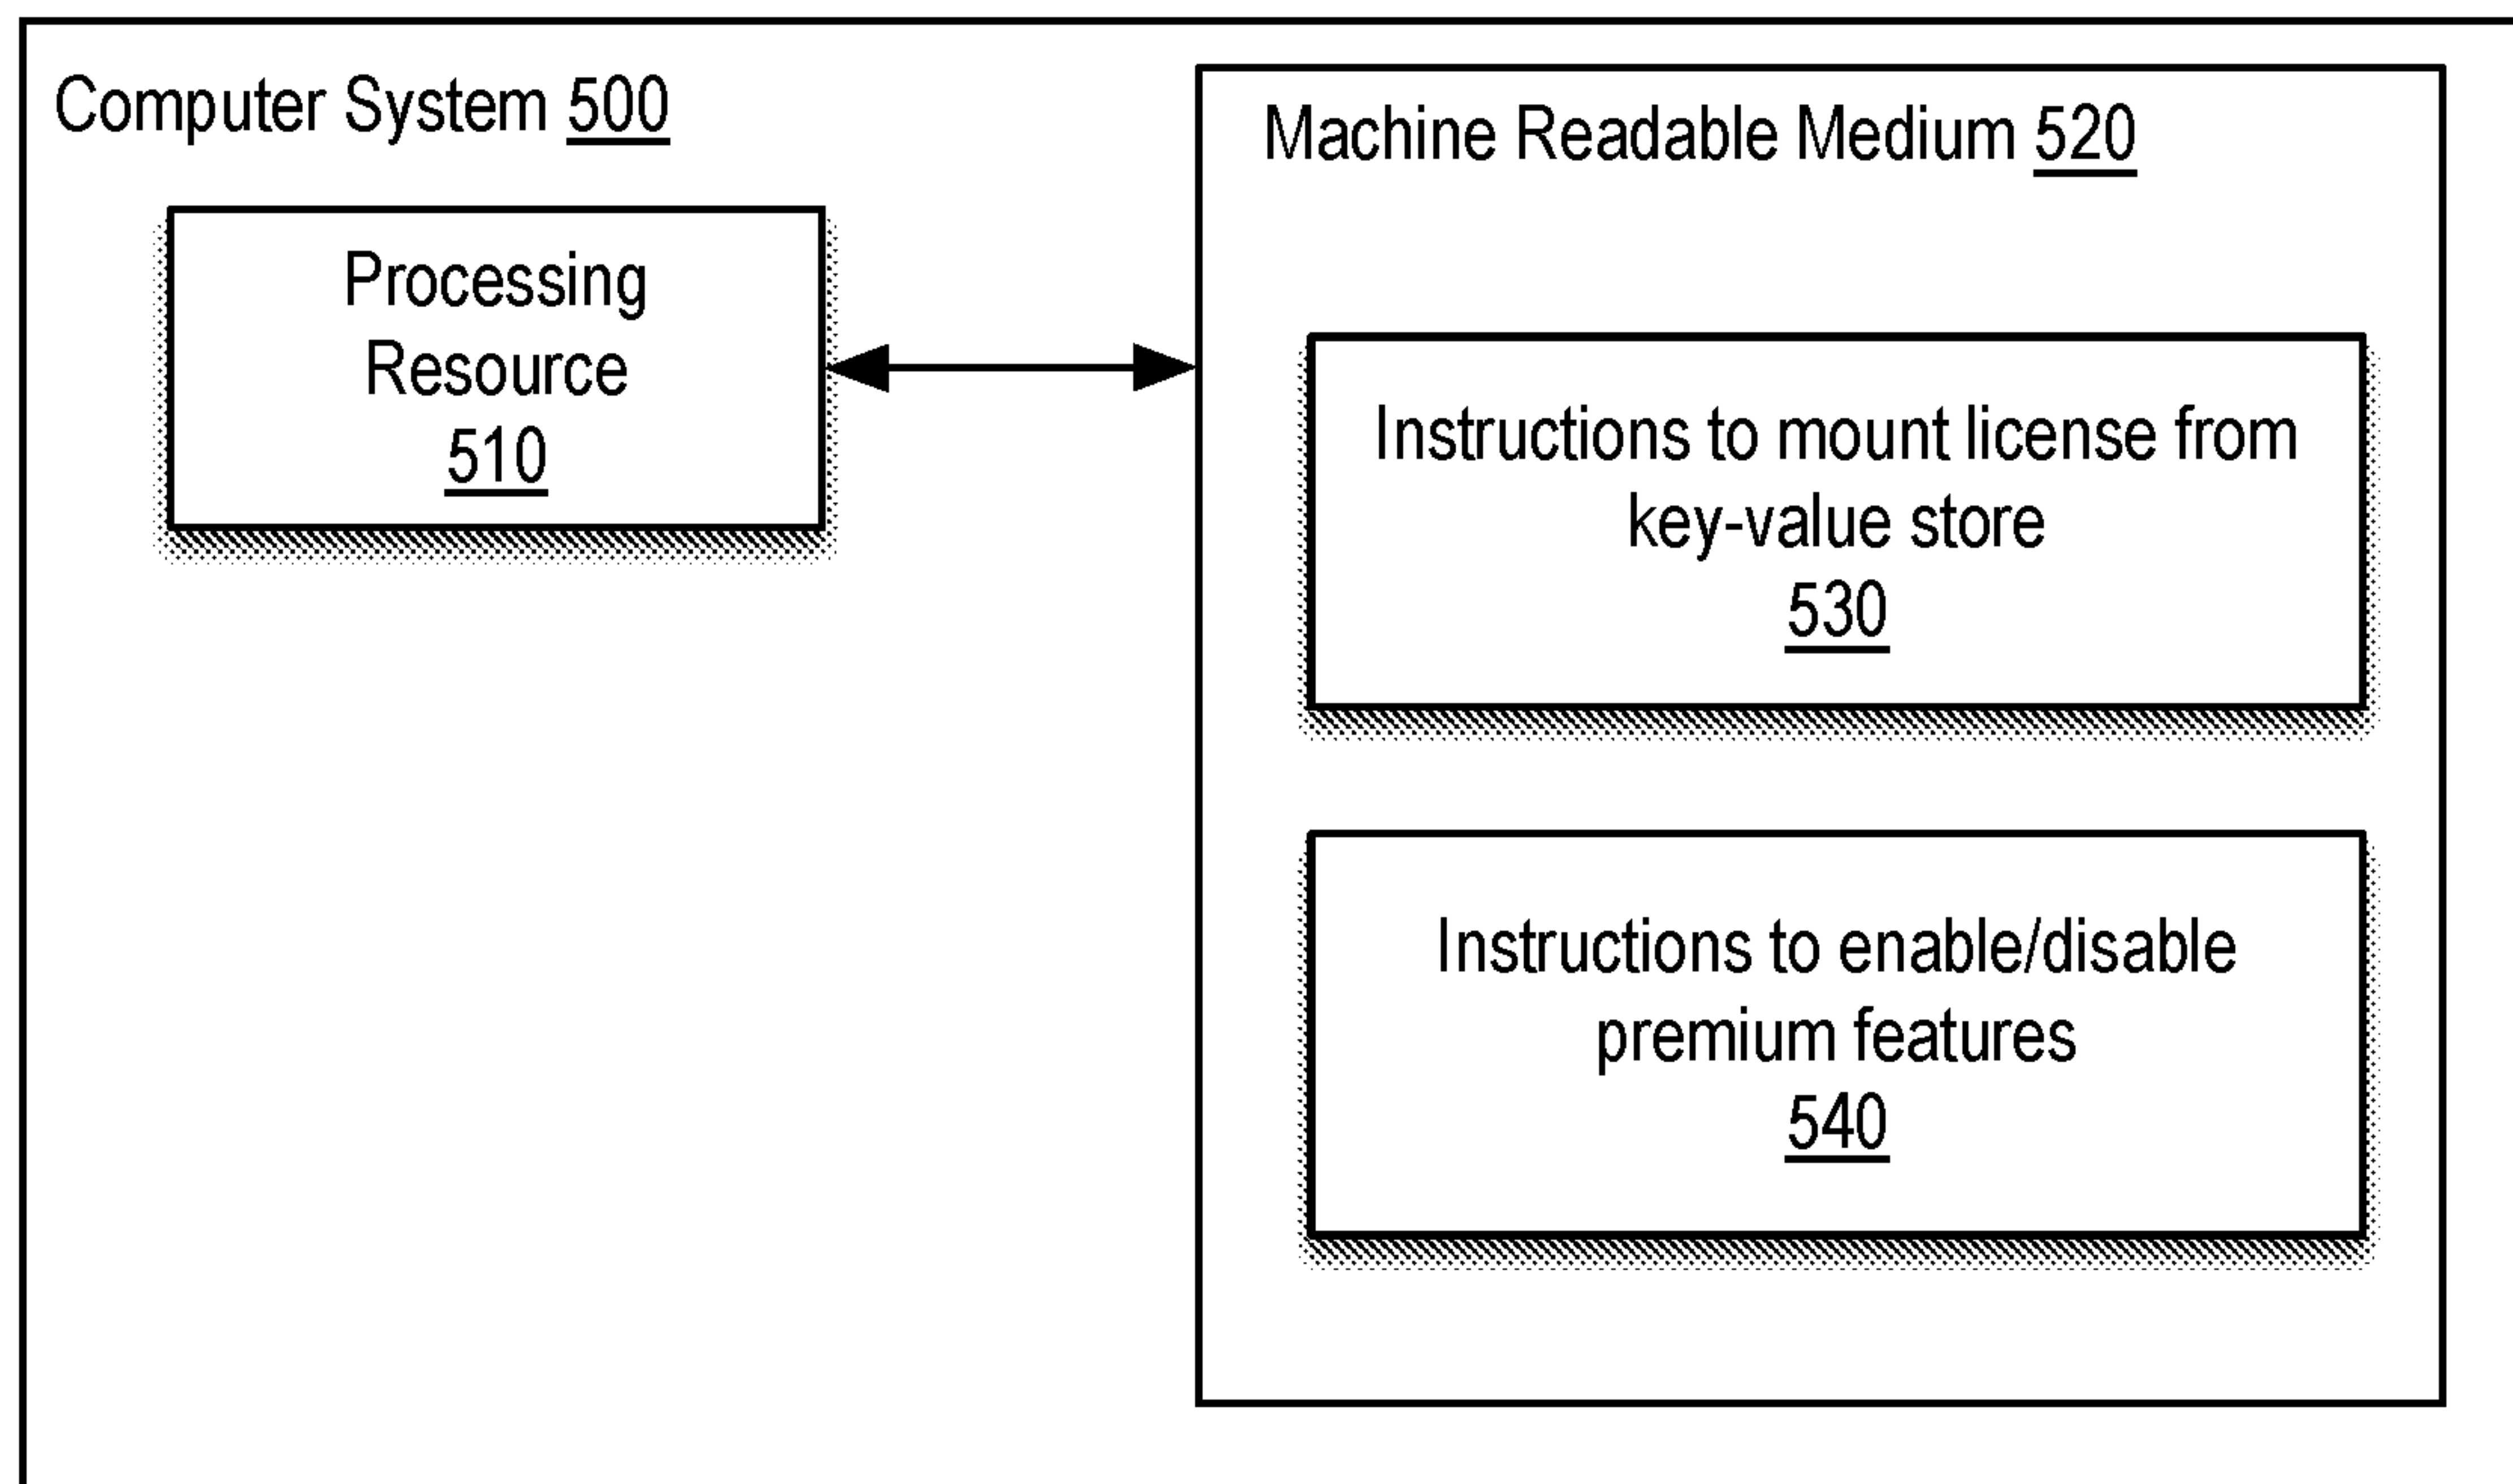 Computer System 500
Processing
Resource
510
Machine Readable Medium 520
Instructions to mount license from
key-value store
530
Instructions to enable/disable
premium features
540